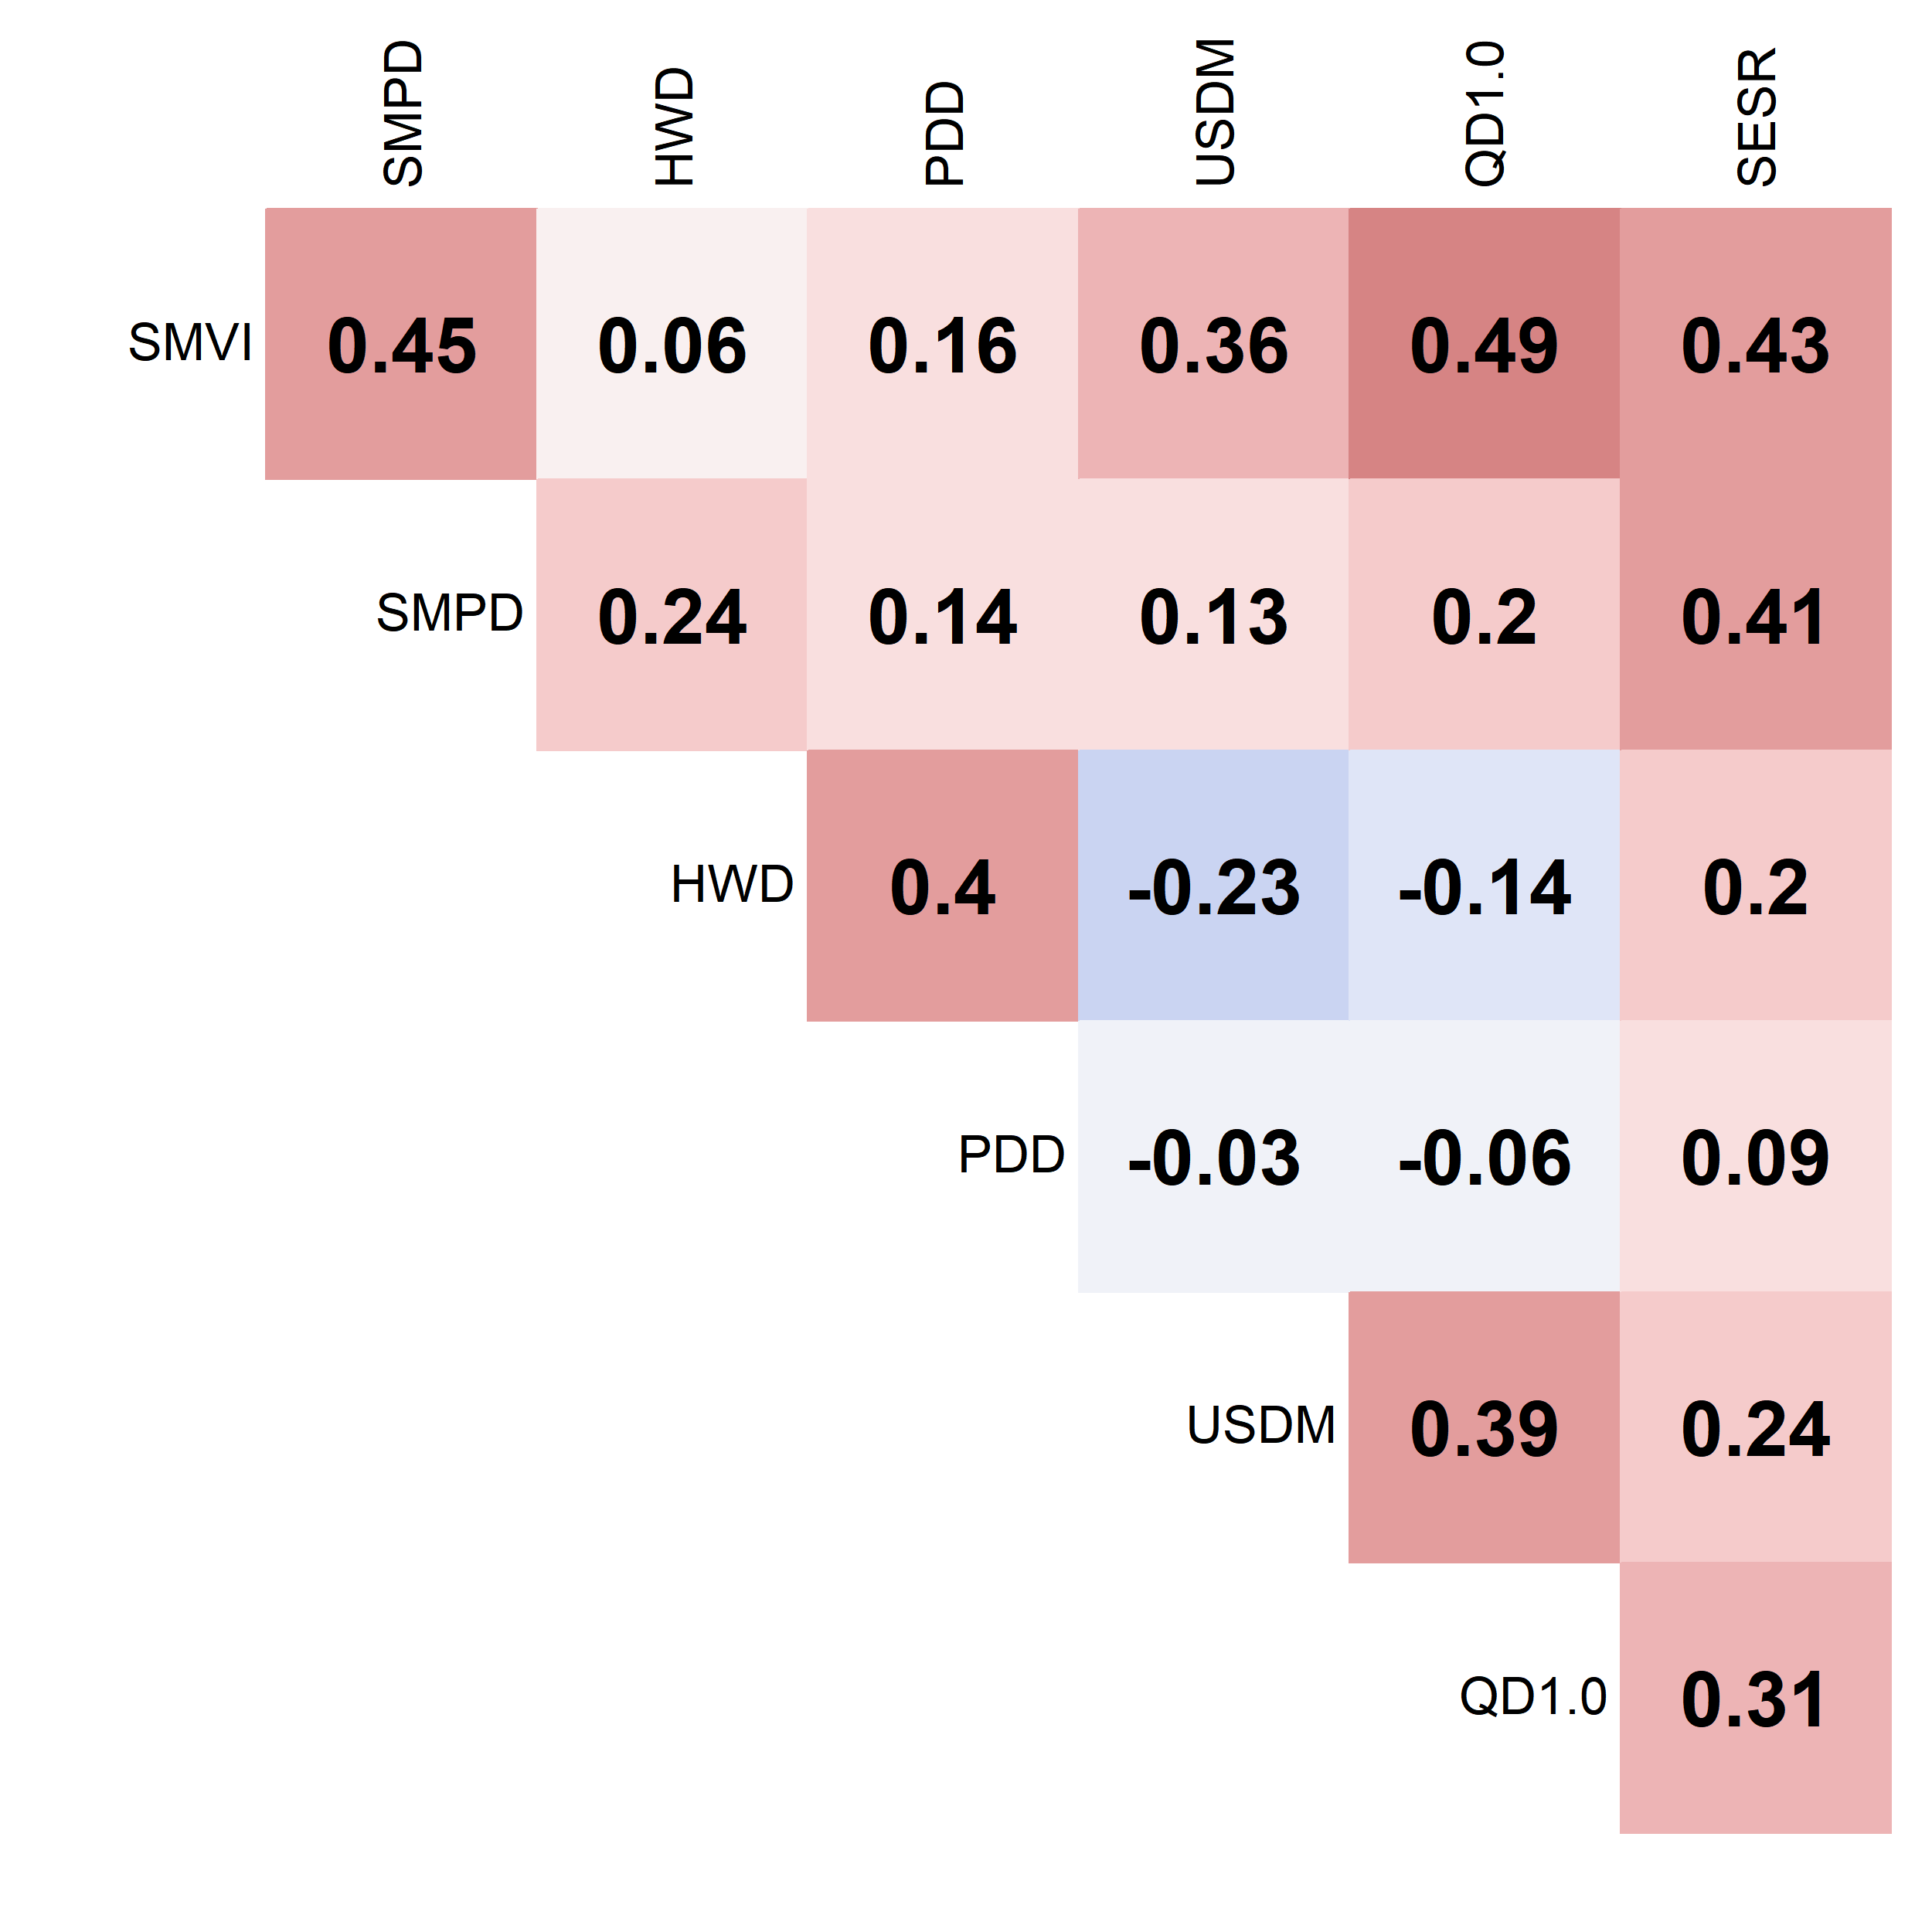 SMPD HWD PDD USDM QD1.0 SESR
SMVI 0.45 0.06 0.16 0.36 0.49 0.43
SMPD 0.24 0.14 0.13 0.2 0.41
HWD 0.4 -0.23 -0.14 0.2
PDD -0.03 -0.06 0.09
USDM 0.39 0.24
QD1.0 0.31